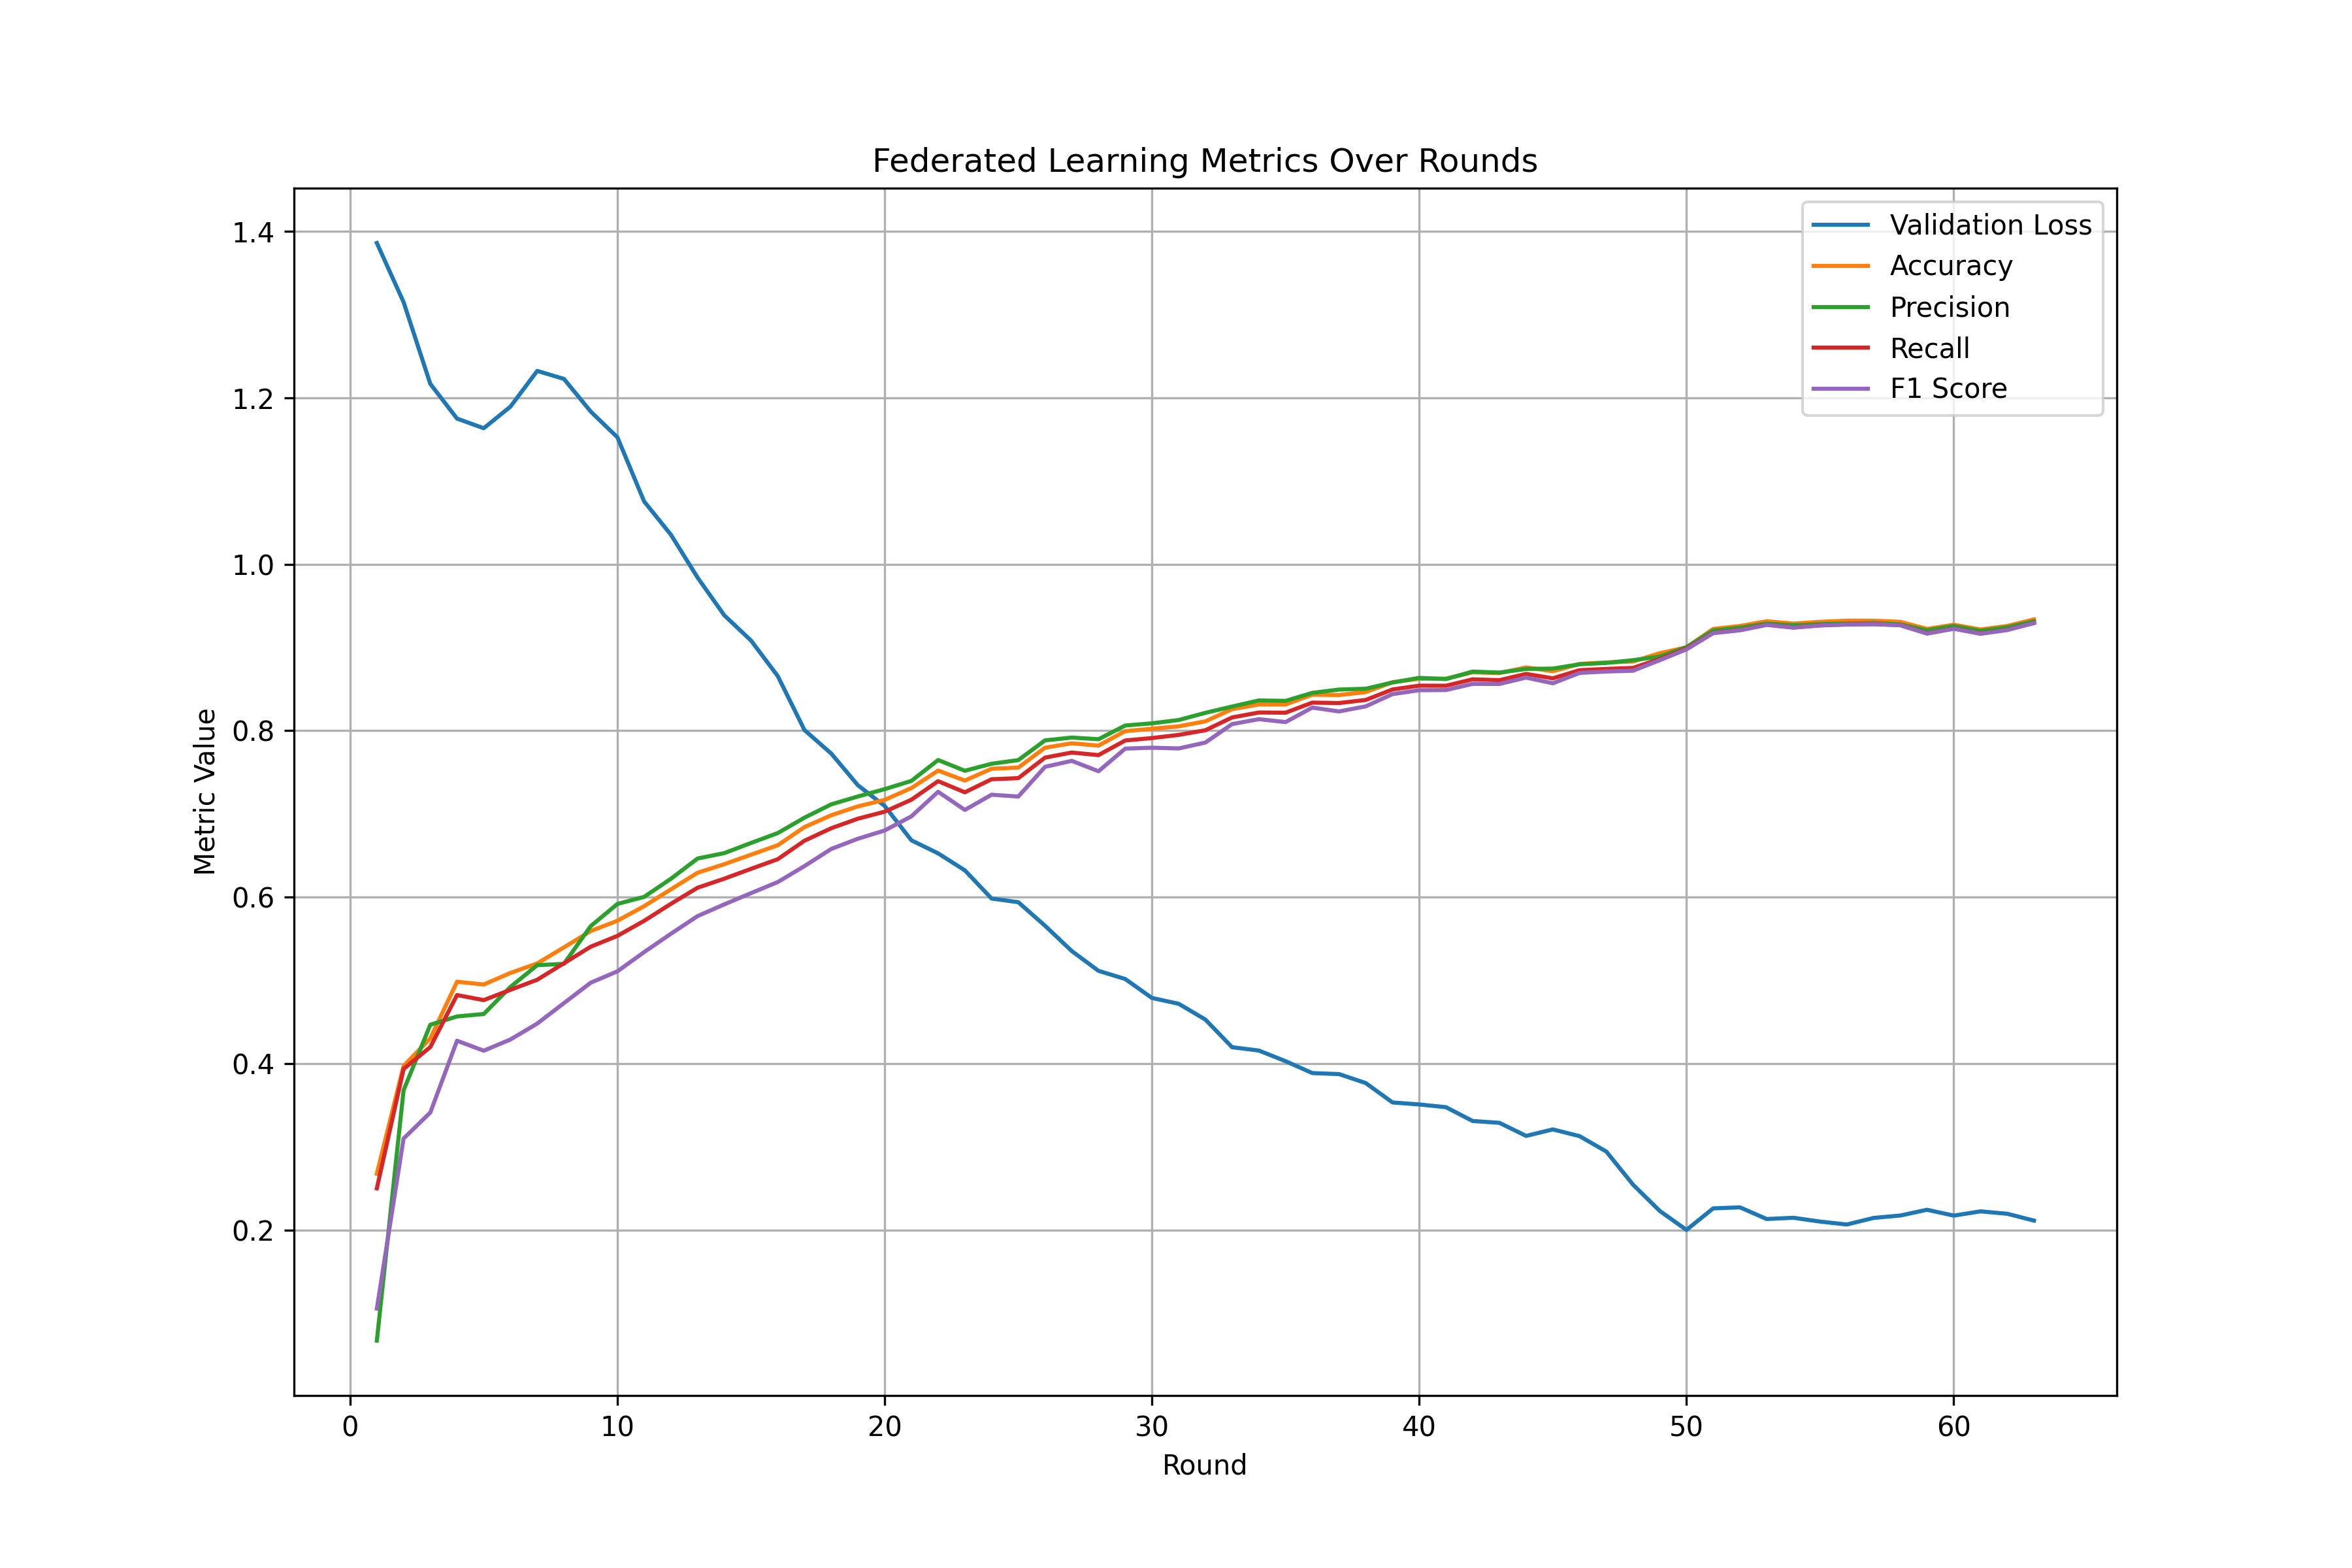 Federated Learning Metrics Over Rounds
Validation Loss
Accuracy
Precision
Recall
F1 Score
Metric Value
1.4
1.2
1.0
0.8
0.6
0.4
0.2
0 10 20 30 40 50 60
Round